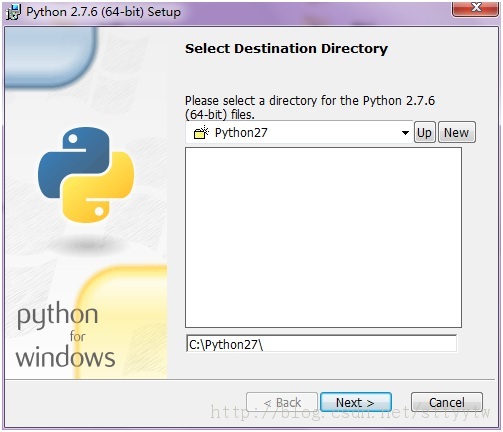 Python 2.7.6 (64-bit) Setup
Select Destination Directory
Please select a directory for the Python 2.7.6
(64-bit) files.
Python27
Up
New
python
for
windows
C:\Python27\
< Back
Next >
Cancel
http://blog.csdn.net/sttyytw